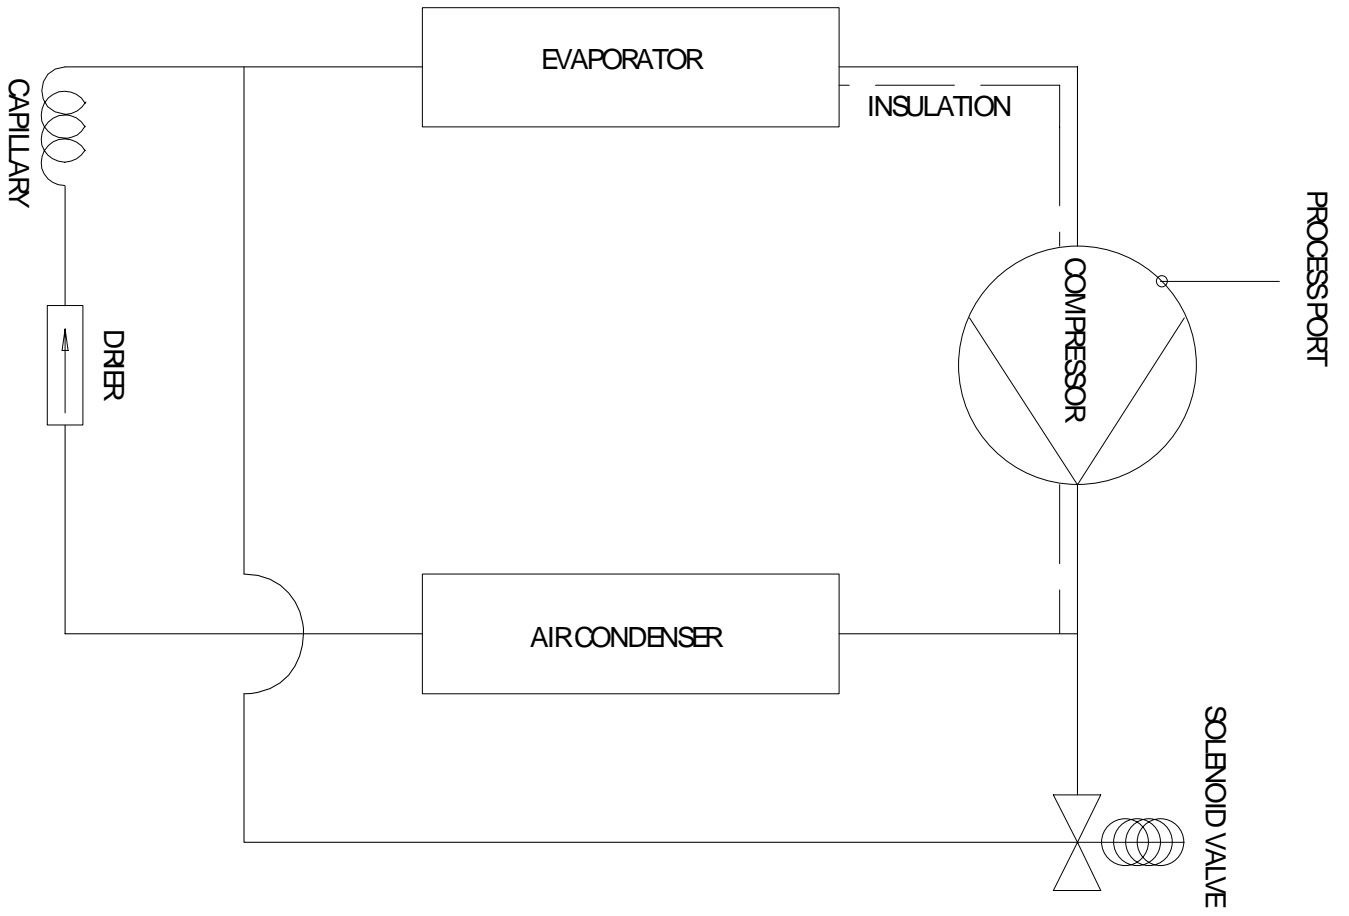 EVAPORATOR
INSULATION
CAPILLARY
PROCESS PORT
COMPRESSOR
DRIER
AIR CONDENSER
SOLENOID VALVE